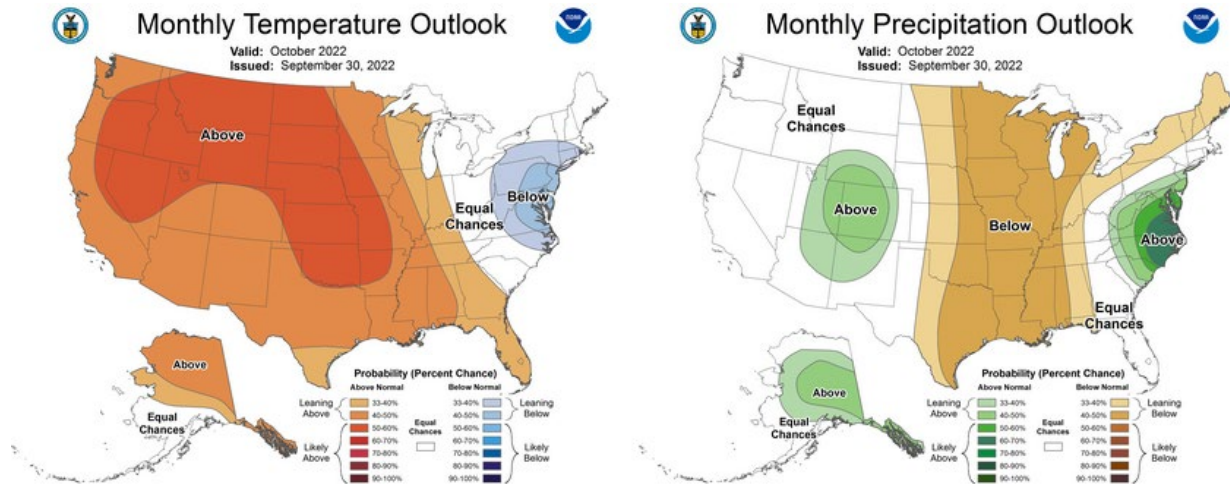 Monthly Temperature Outlook
Valid: October 2022
Issued: September 30, 2022
Above
Equal
Chances
Below
Above
Equal
Chances
Probability (Percent Chance)
Above Normal
Below Normal
Leaning
Above
Likely
Above
33-40%
40-50%
50-60%
60-70%
70-80%
80-90%
90-100%
Equal
Chances
33-40%
40-50%
50-60%
60-70%
70-80%
80-90%
90-100%
Leaning
Below
Likely
Below
Monthly Precipitation Outlook
Valid: October 2022
Issued: September 30, 2022
Equal
Chances
Above
Below
Above
Equal
Chances
Above
Equal
Chances
Probability (Percent Chance)
Above Normal
Below Normal
Leaning
Above
Likely
Above
33-40%
40-50%
50-60%
60-70%
70-80%
80-90%
90-100%
Equal
Chances
33-40%
40-50%
50-60%
60-70%
70-80%
80-90%
90-100%
Leaning
Below
Likely
Below